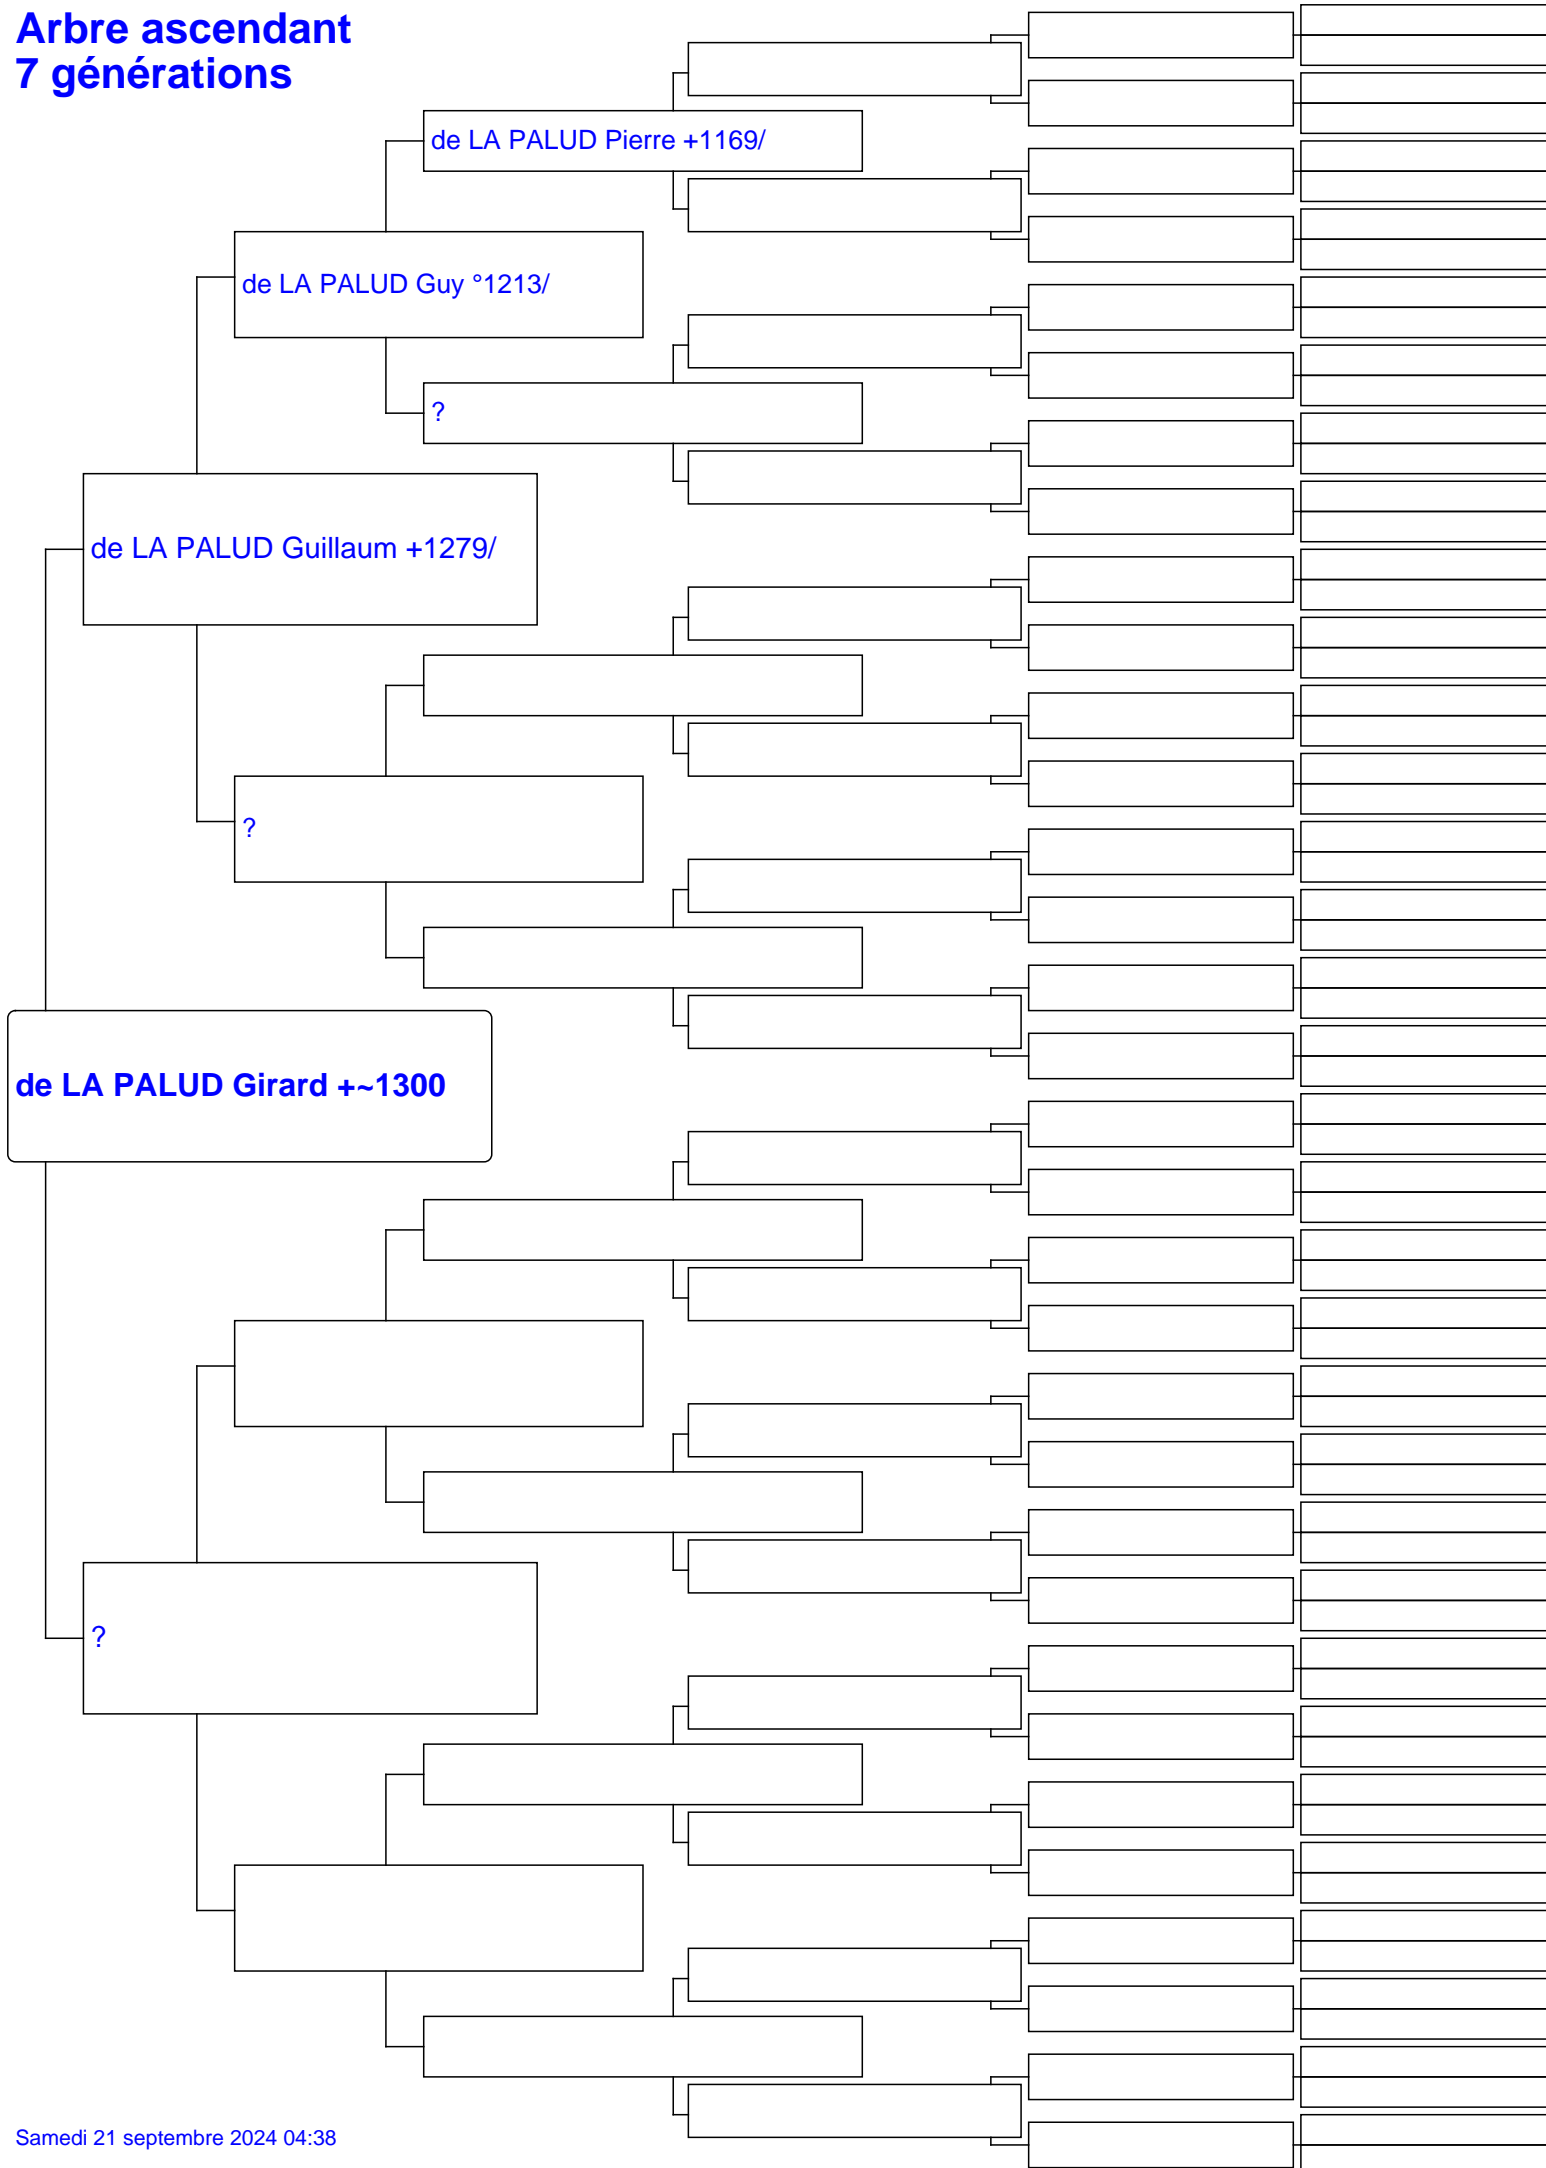 Arbre ascendant
7 générations
de LA PALUD Pierre +1169/
de LA PALUD Guy °1213/
?
de LA PALUD Guillaum +1279/
?
de LA PALUD Girard +~1300
?
Samedi 21 septembre 2024 04:38